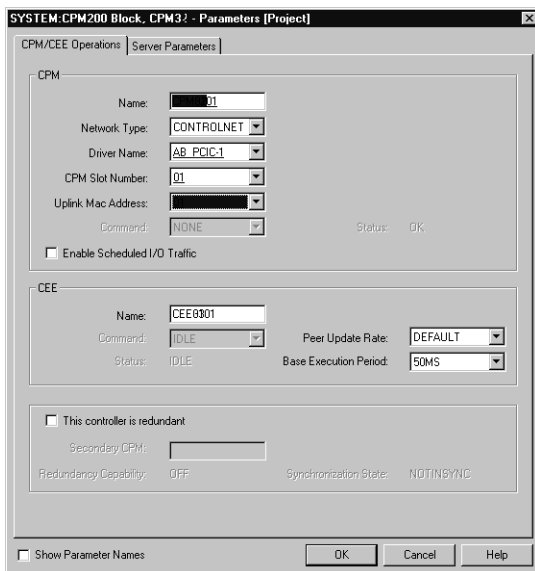 SYSTEM:CPM200 Block, - Parameters [Project]
CPM/CEE Operations Server Parameters
CPM
Name: 01
Network Type: CONTROLNET
Driver Name: AB_PCIC-1
CPM Slot Number: 01
Uplink Mac Address:
Command: NONE Status: OK
Enable Scheduled I/O Traffic
CEE
Name:
Command: IDLE Peer Update Rate: DEFAULT
Status: IDLE Base Execution Period: 50MS
This controller is redundant
Secondary CPM:
Redundancy Capability: OFF Synchronization State: NOTINSYNC
Show Parameter Names OK Cancel Help